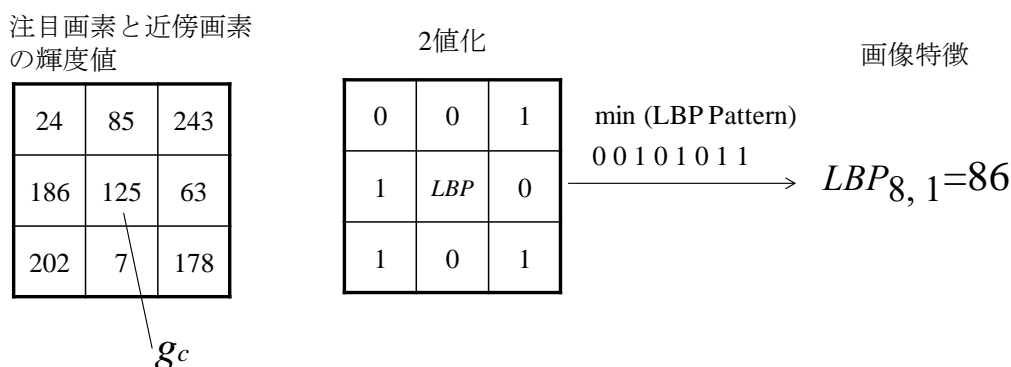 注目画素と近傍画素
の輝度値
24 85 243
186 125 63
202 7 178
gc
2値化
0 0 1
1 LBP 0
1 0 1
min (LBP Pattern)
0 0 1 0 1 0 1 1
画像特徴
LBP8, 1=86